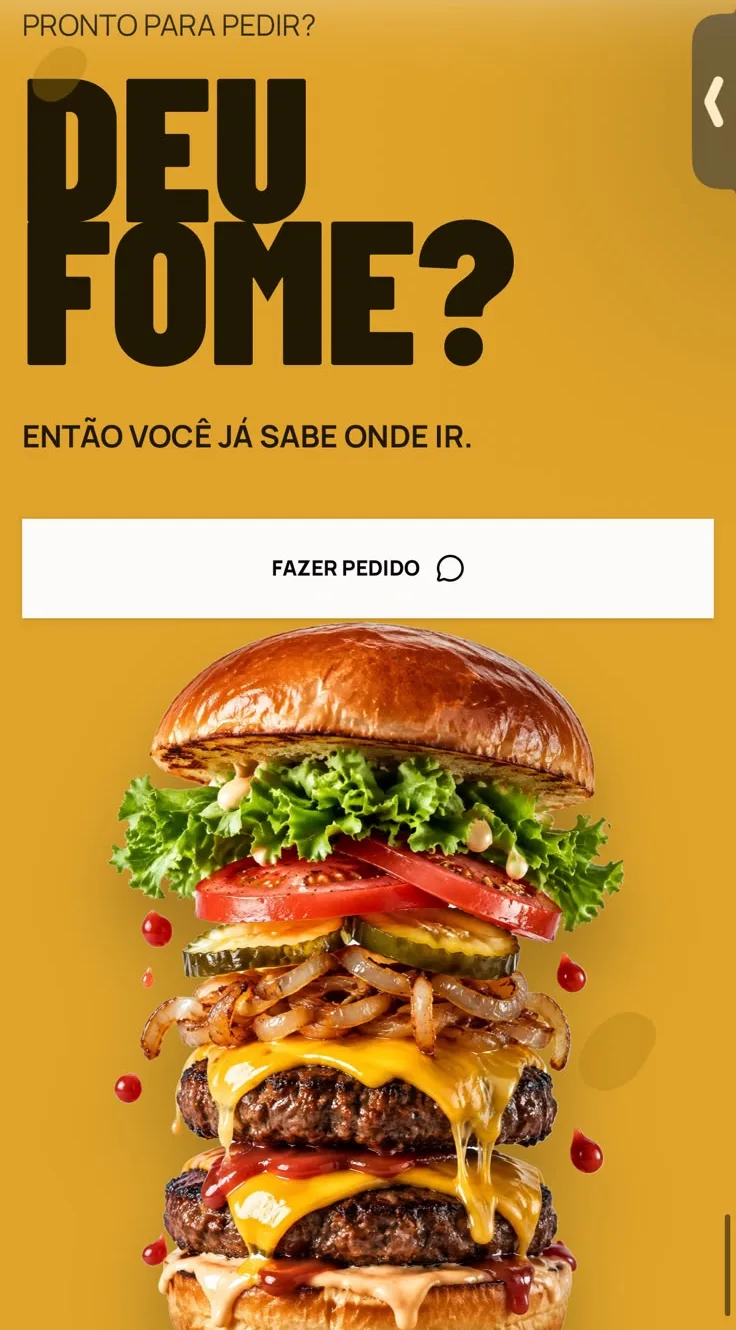 PRONTO PARA PEDIR?
DEU
FOME?
ENTÃO VOCÊ JÁ SABE ONDE IR.
FAZER PEDIDO